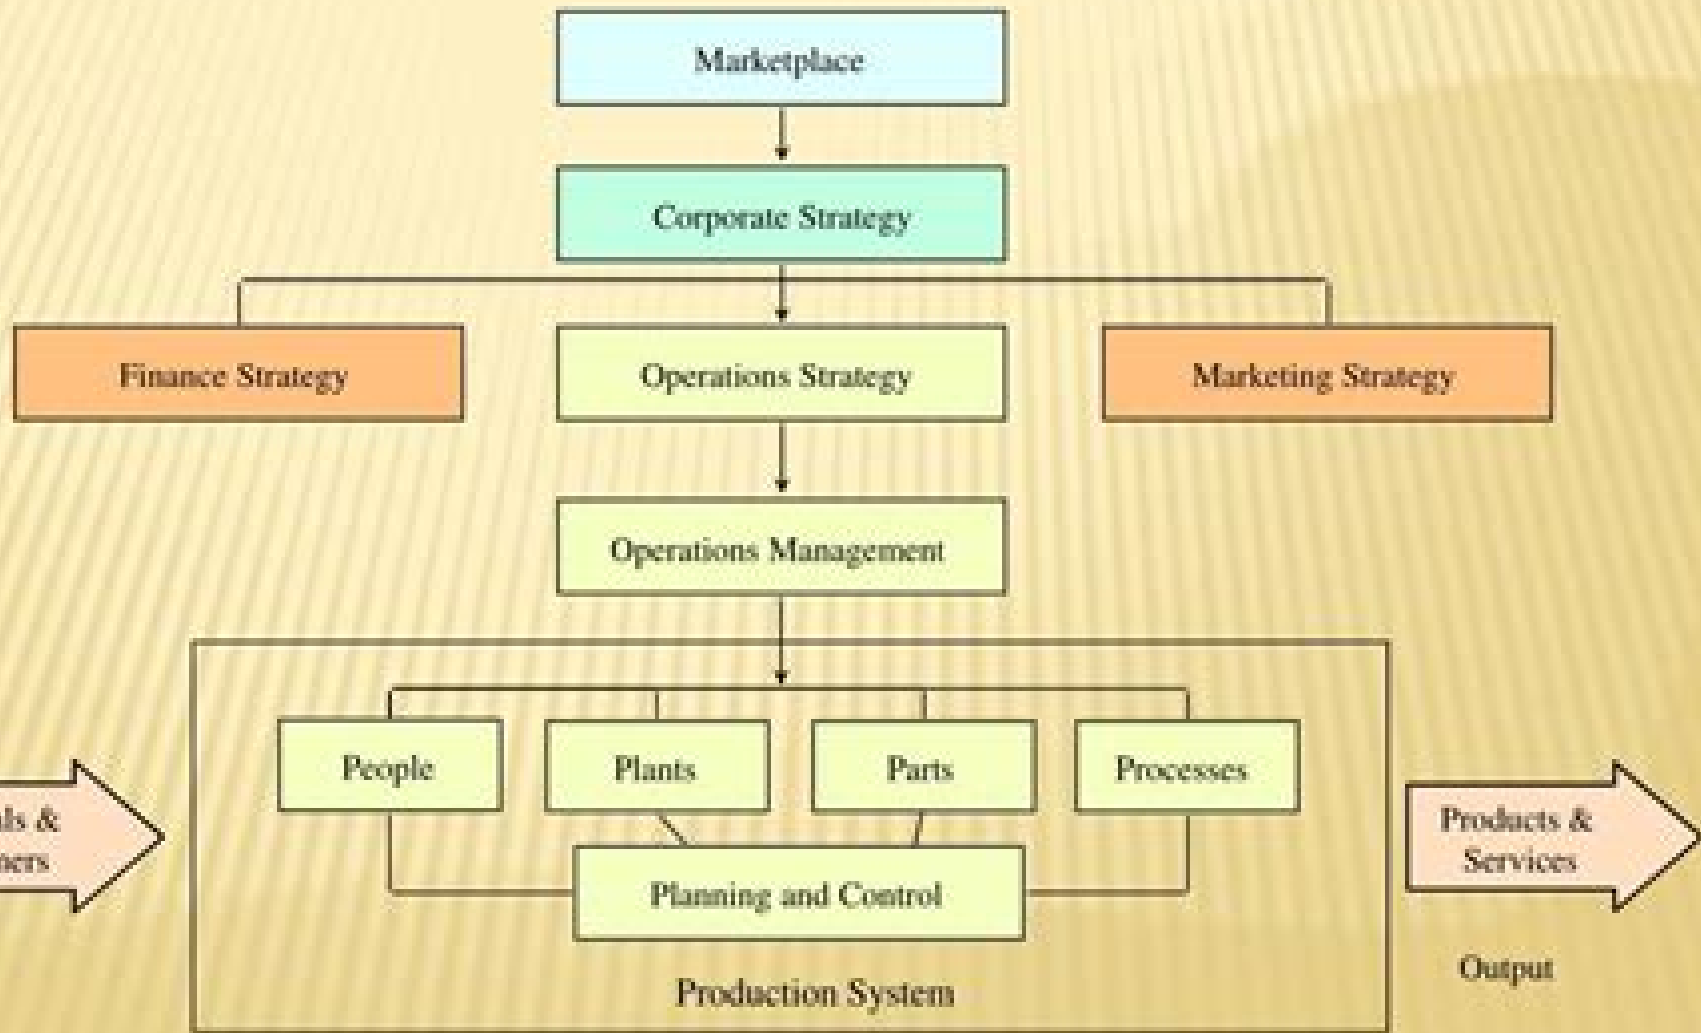 Marketplace
Corporate Strategy
Finance Strategy
Operations Strategy
Marketing Strategy
Operations Management
People
Plants
Parts
Processes
&
Products &
Services
Planning and Control
Output
Production System